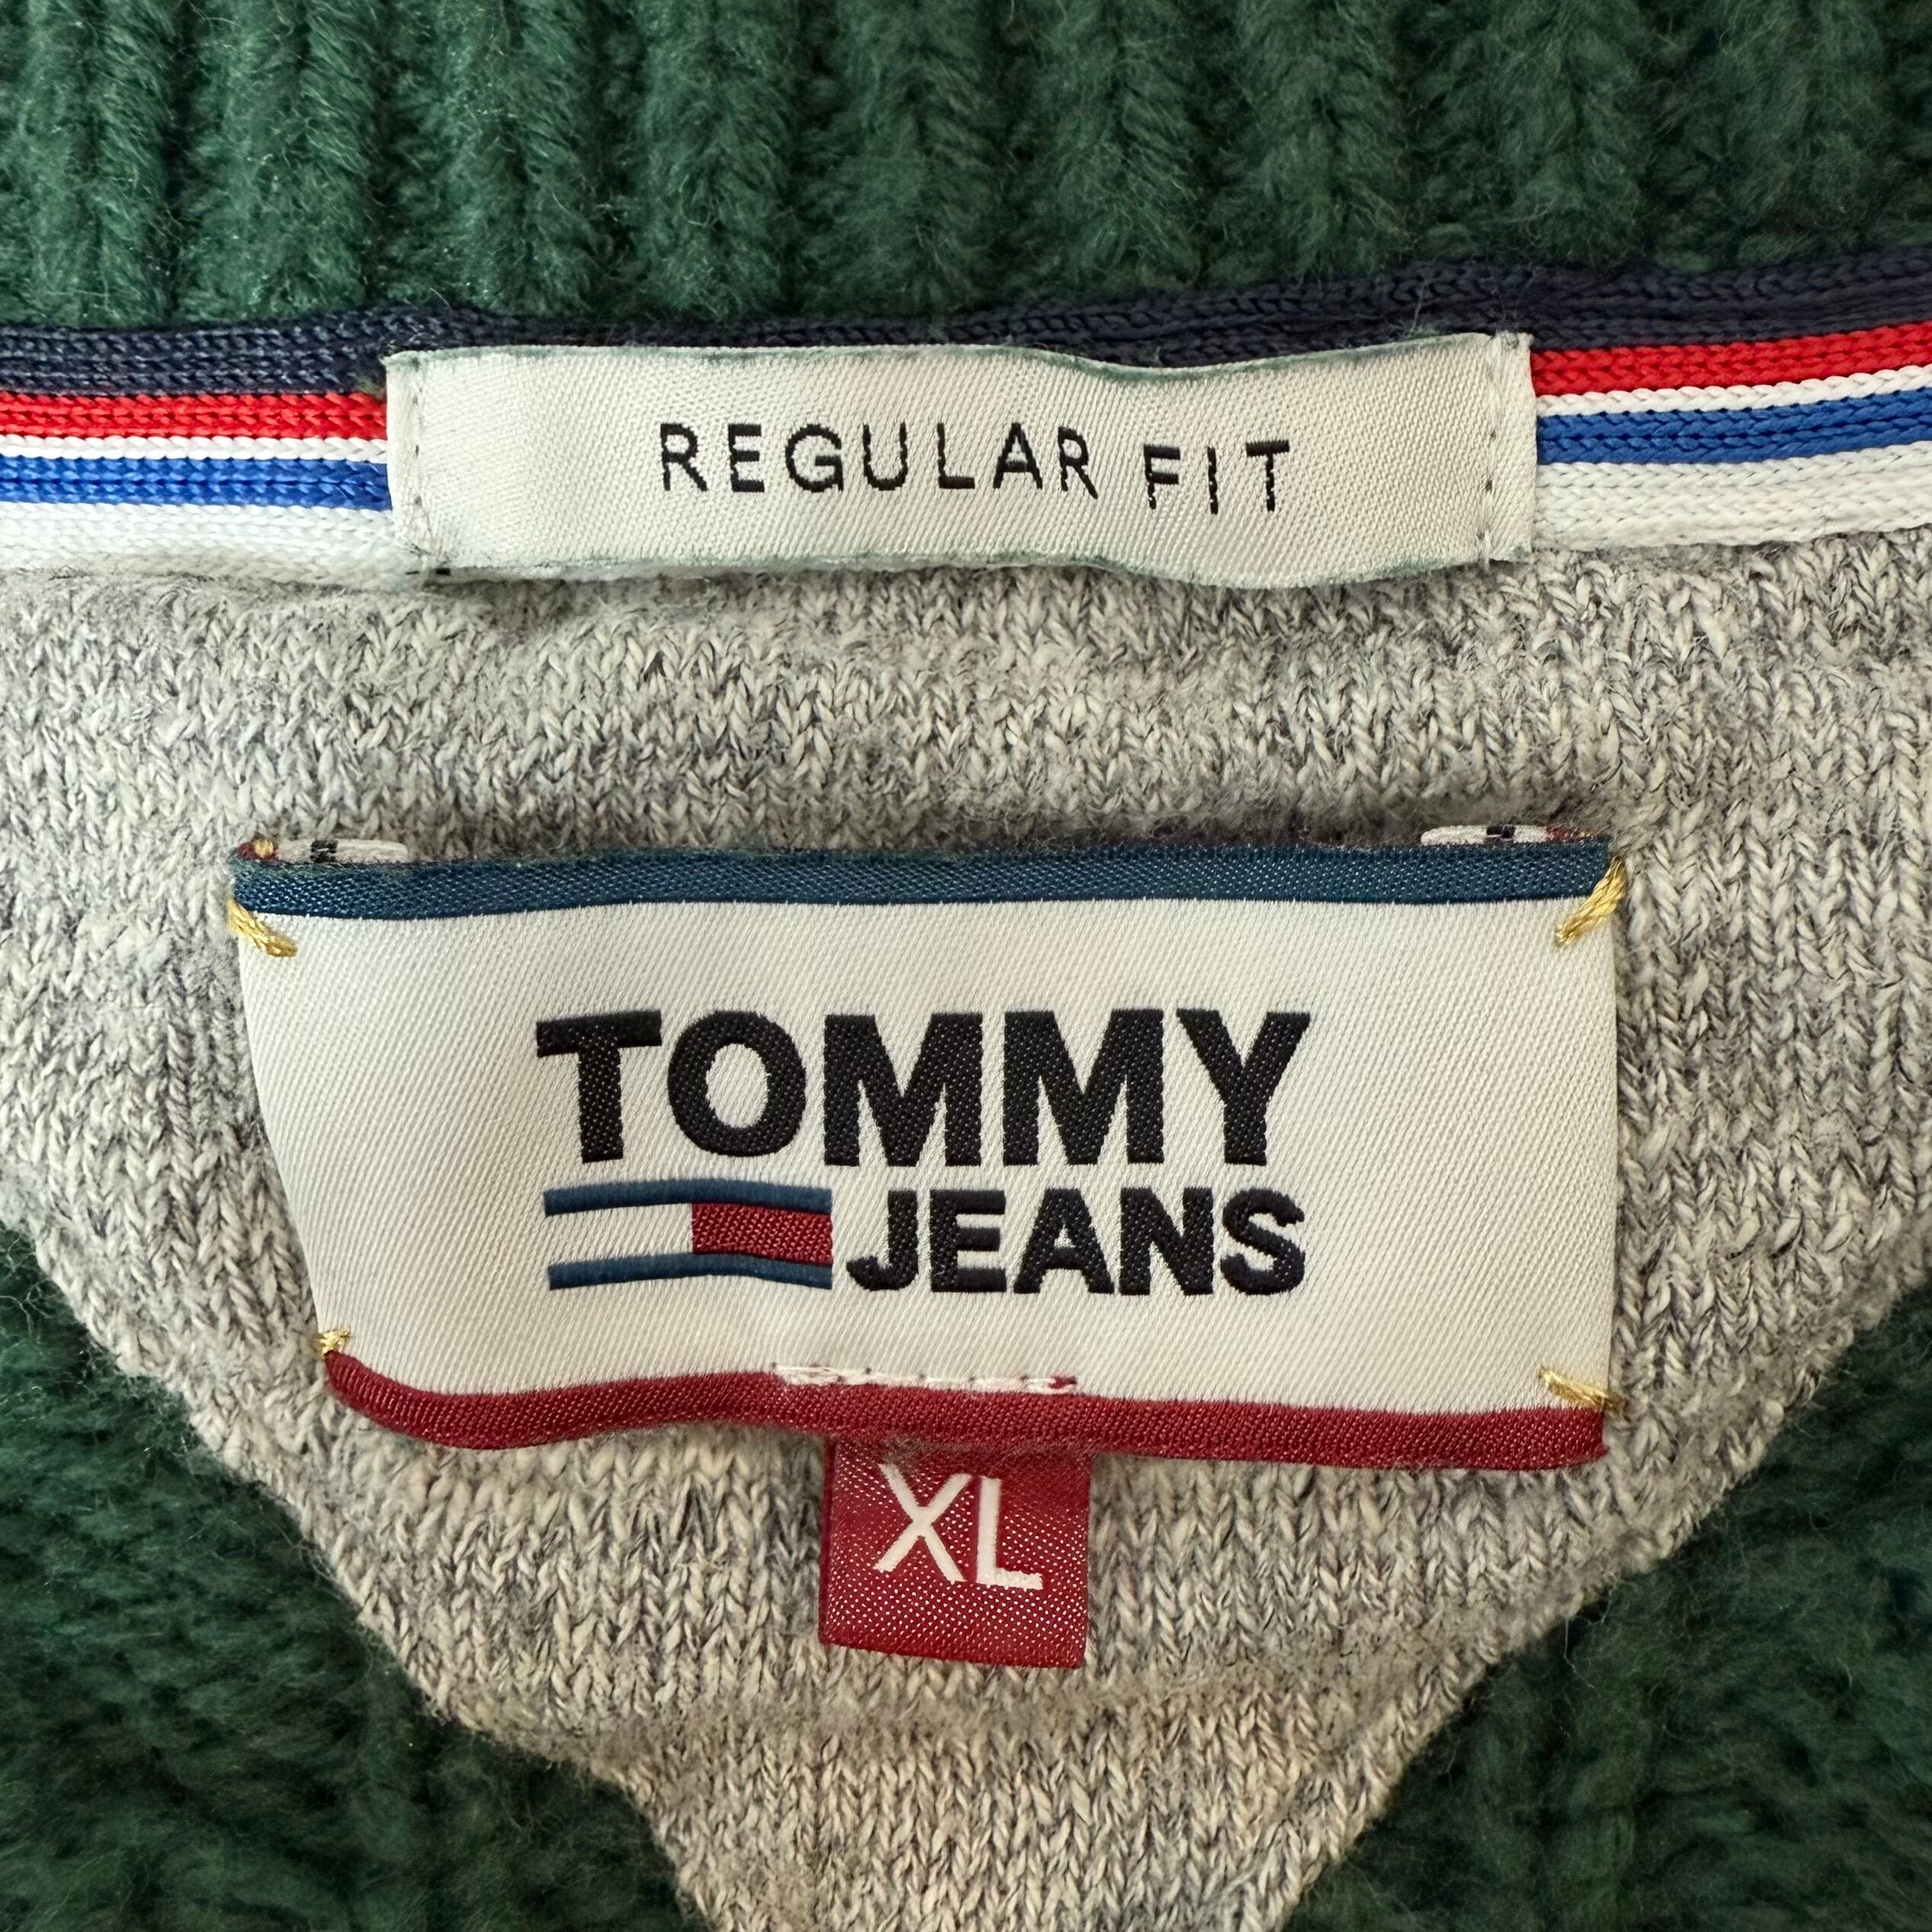 REGULAR FIT
TOMMY
JEANS
XL